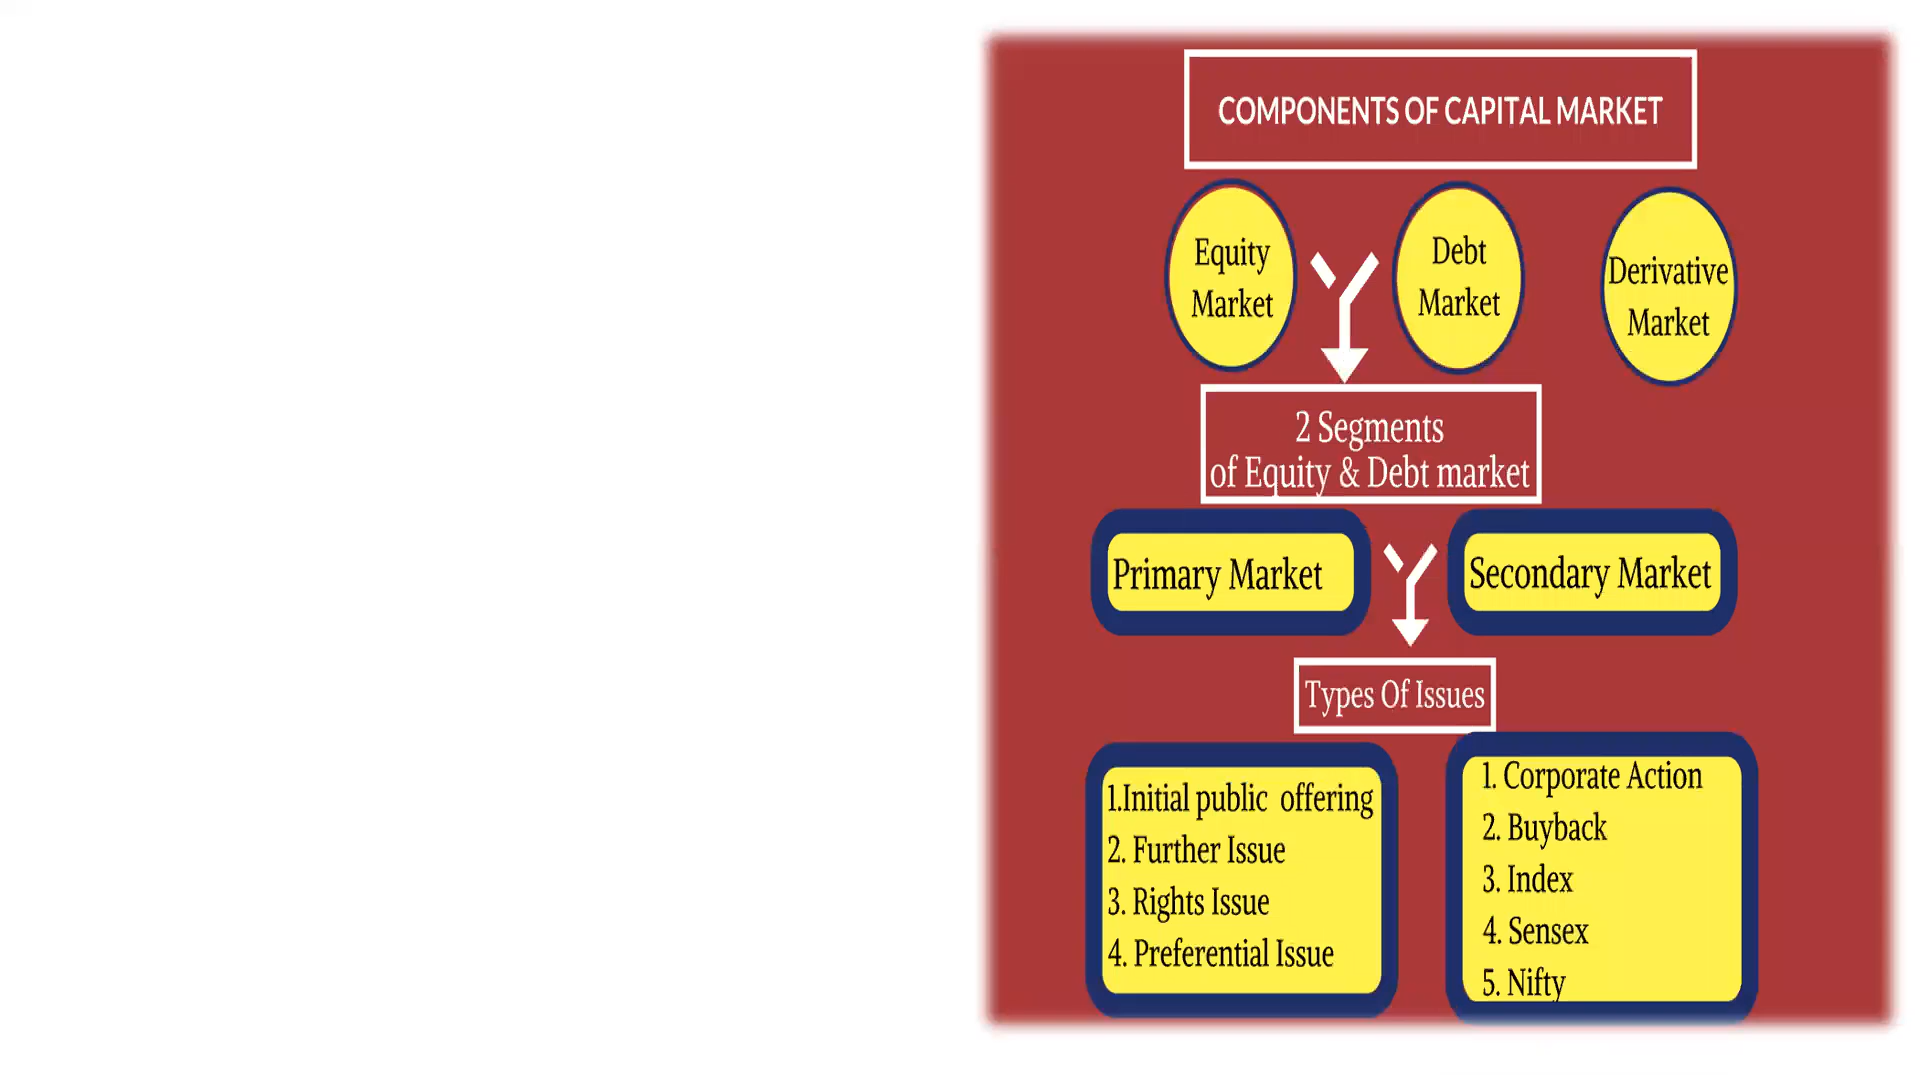 COMPONENTS OF CAPITAL MARKET
Equity
Market
Debt
Market
Derivative
Market
2 Segments
of Equity & Debt market
Primary Market
Secondary Market
Types Of Issues
1.Initial public offering
2. Further Issue
3. Rights Issue
4. Preferential Issue
1. Corporate Action
2. Buyback
3. Index
4. Sensex
5. Nifty